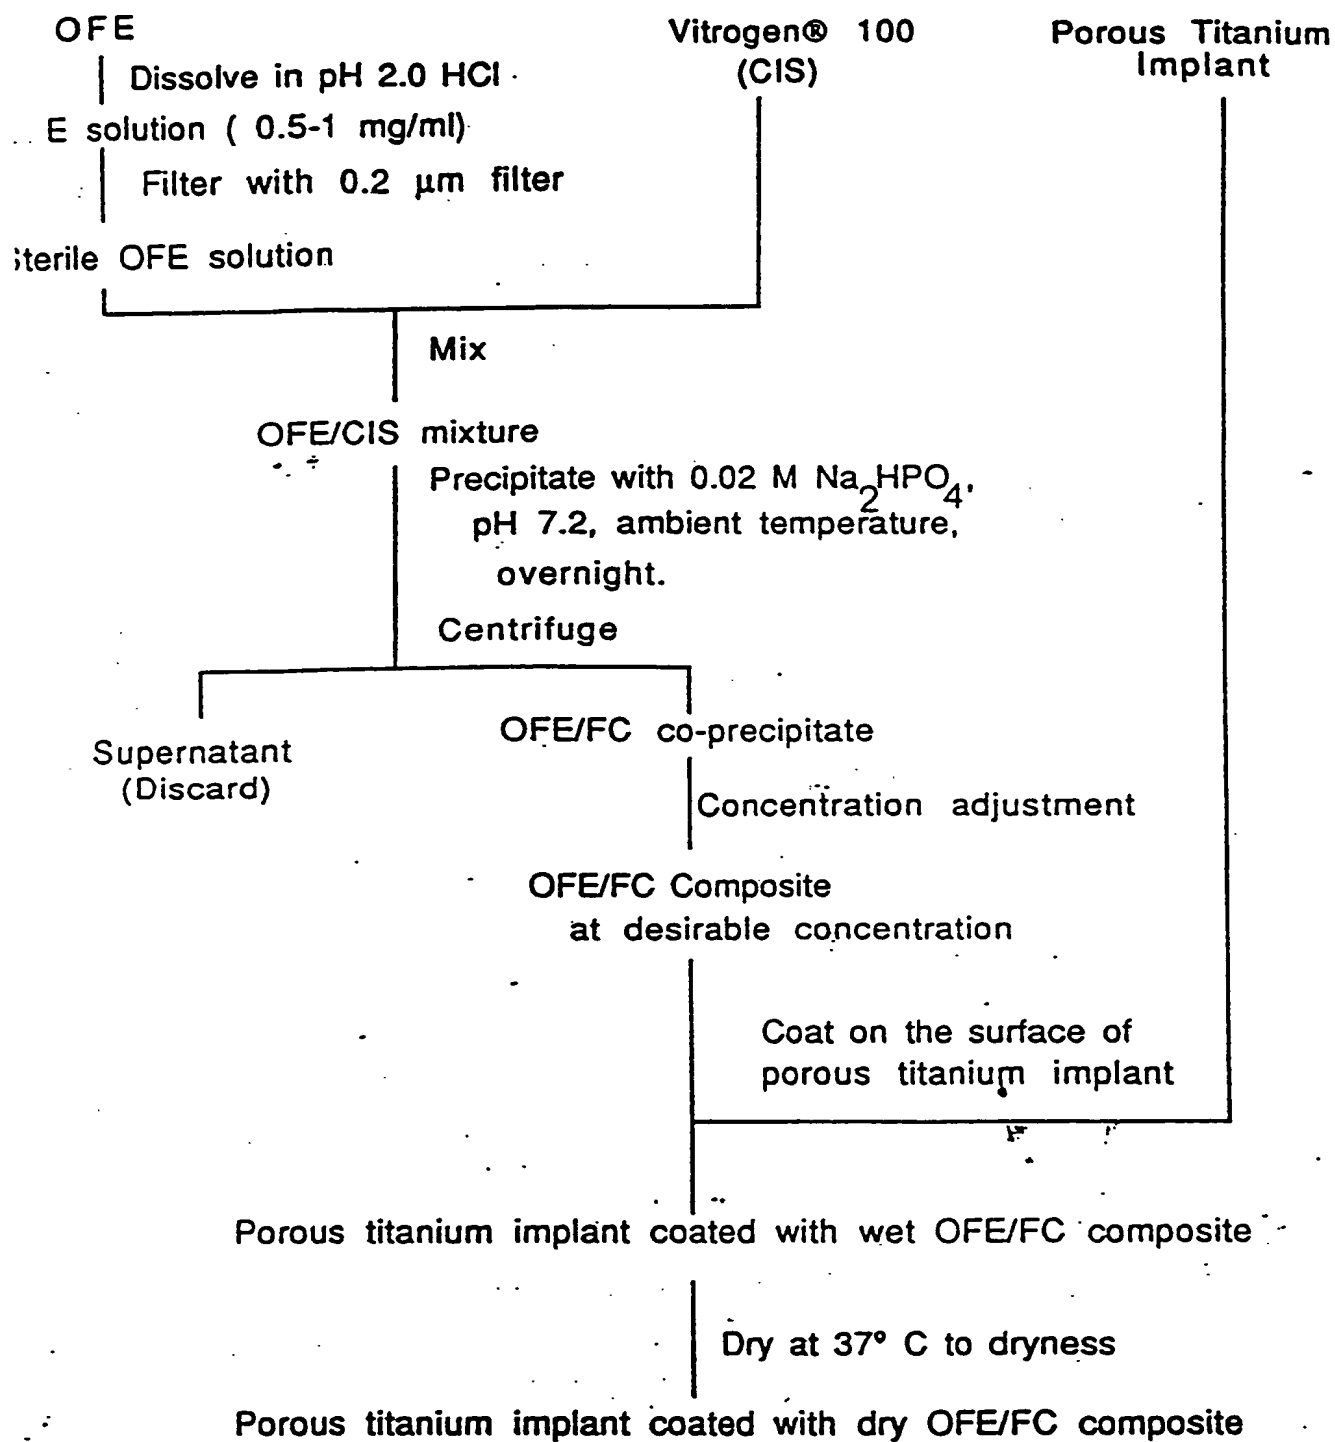 OFE
Vitrogen® 100
(CIS)
Porous Titanium
Implant
Dissolve in pH 2.0 HCl
E solution ( 0.5-1 mg/ml)
Filter with 0.2 μm filter
terile OFE solution
Mix
OFE/CIS mixture
Precipitate with 0.02 M Na2HPO4,
pH 7.2, ambient temperature,
overnight.
Centrifuge
Supernatant
(Discard)
OFE/FC co-precipitate
Concentration adjustment
OFE/FC Composite
at desirable concentration
Coat on the surface of
porous titanium implant
Porous titanium implant coated with wet OFE/FC composite
Dry at 37° C to dryness
Porous titanium implant coated with dry OFE/FC composite